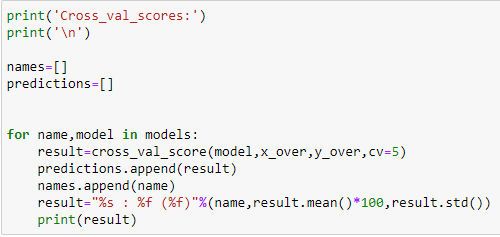 print('Cross_val_scores:')
print('\n')
names=[]
predictions=[]
for name,model in models:
    result=cross_val_score(model,x_over,y_over,cv=5)
    predictions.append(result)
    names.append(name)
    result="%s : %f (%f)"%(name,result.mean()*100,result.std())
    print(result)